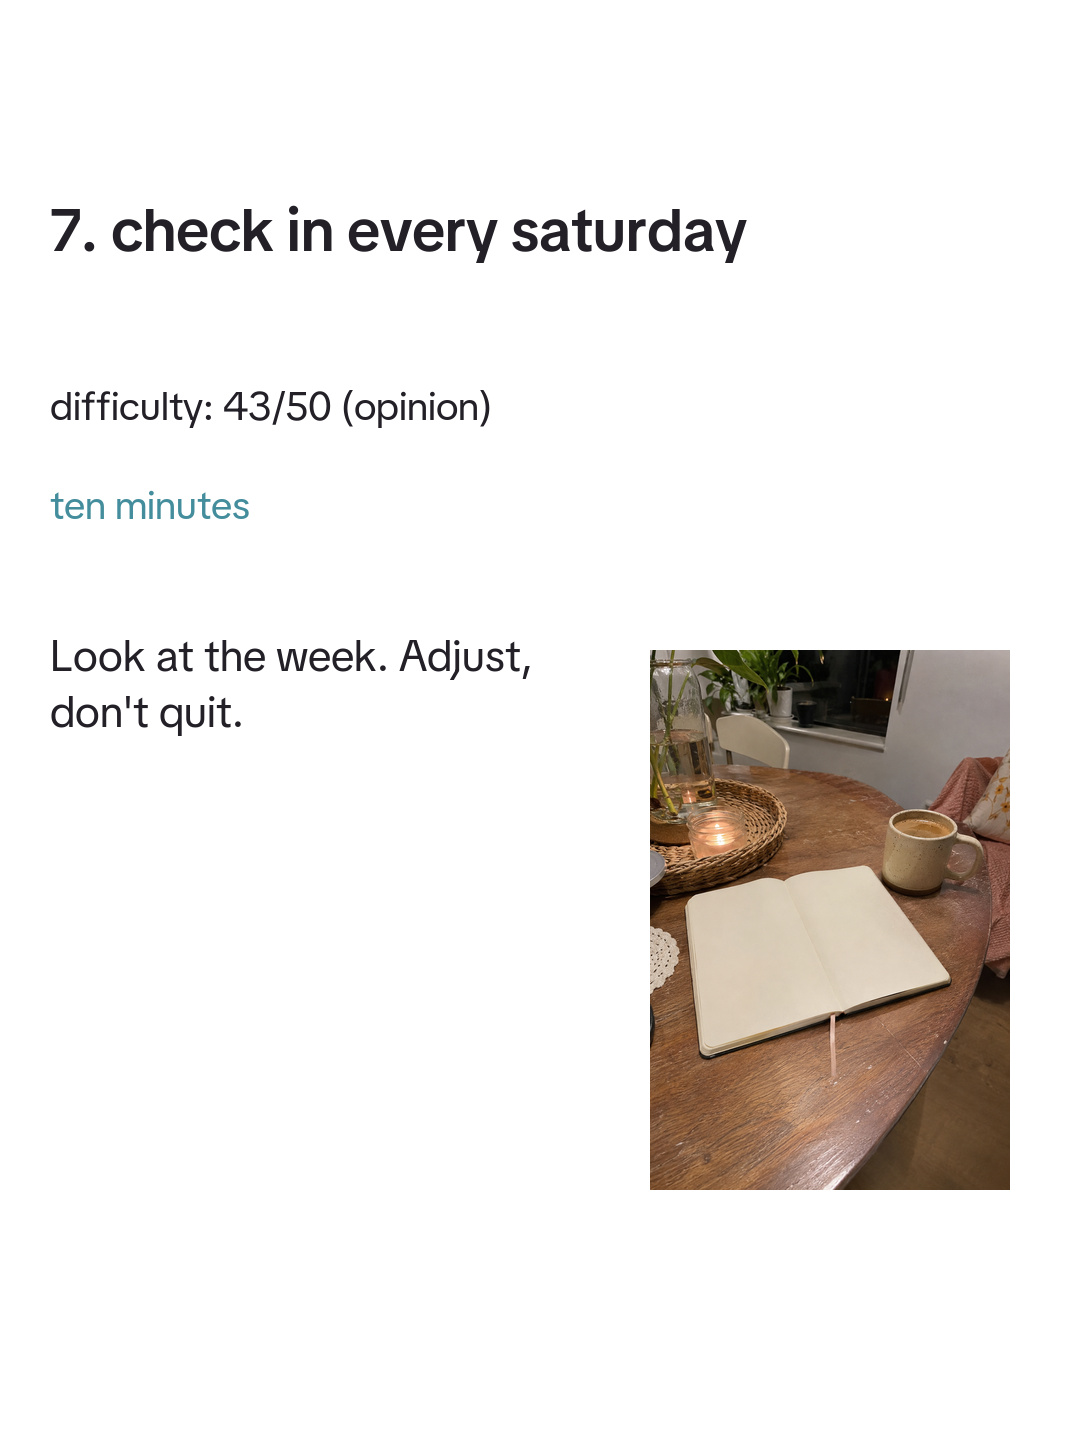 7. check in every saturday
difficulty: 43/50 (opinion)
ten minutes
Look at the week. Adjust,
don't quit.